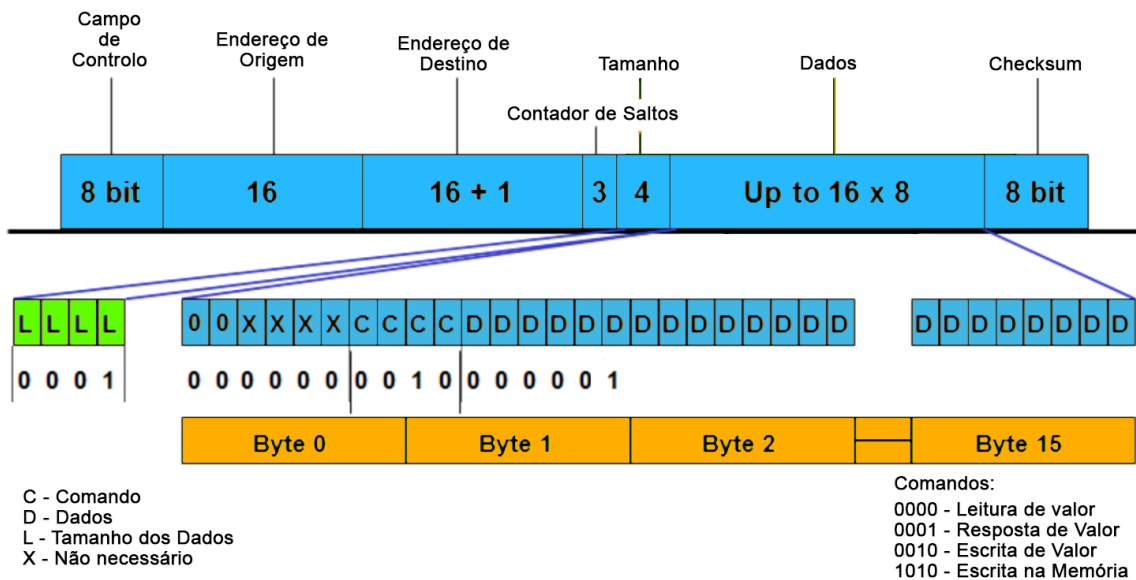 Campo
de
Controlo
Endereço de
Origem
Endereço de
Destino
Tamanho
Dados
Checksum
Contador de Saltos
8 bit
16
16 + 1
3
4
Up to 16 x 8
8 bit
L L L L
0 0 X X X X C C C C D D D D D D D D D D D D D D
D D D D D D D D
0 0 0 1
0 0 0 0 0 0 0 0 1 0 0 0 0 0 0 1
Byte 0
Byte 1
Byte 2
Byte 15
C - Comando
D - Dados
L - Tamanho dos Dados
X - Não necessário
Comandos:
0000 - Leitura de valor
0001 - Resposta de Valor
0010 - Escrita de Valor
1010 - Escrita na Memória